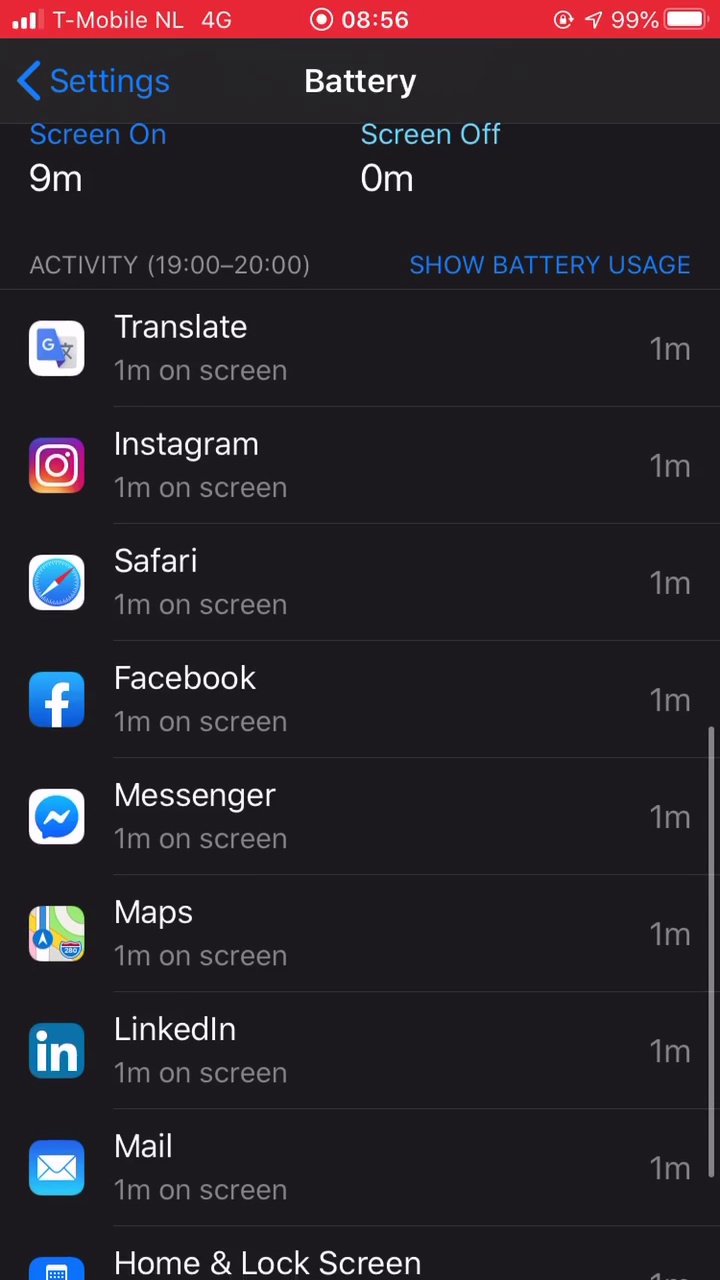 T-Mobile NL 4G 08:56 99%
Settings Battery
Screen On Screen Off
9m 0m
ACTIVITY (19:00–20:00) SHOW BATTERY USAGE
Translate
1m on screen 1m
Instagram
1m on screen 1m
Safari
1m on screen 1m
Facebook
1m on screen 1m
Messenger
1m on screen 1m
Maps
1m on screen 1m
LinkedIn
1m on screen 1m
Mail
1m on screen 1m
Home & Lock Screen